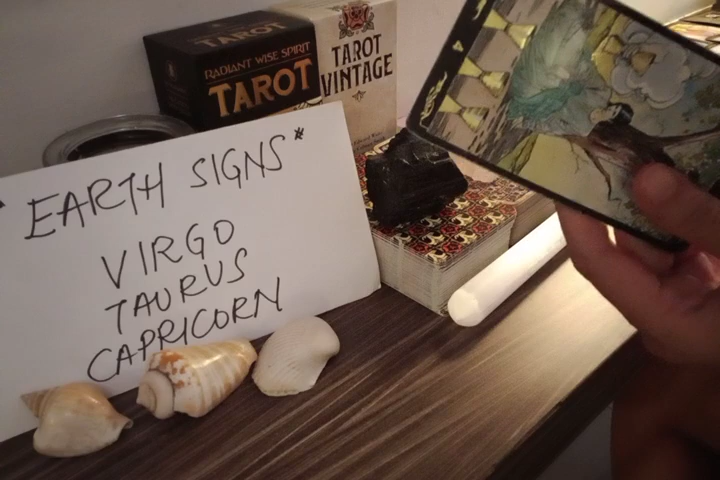 TAROT
RADIANT WISE SPIRIT
TAROT
TAROT
VINTAGE
* EARTH SIGNS *
VIRGO
TAURUS
CAPRICORN